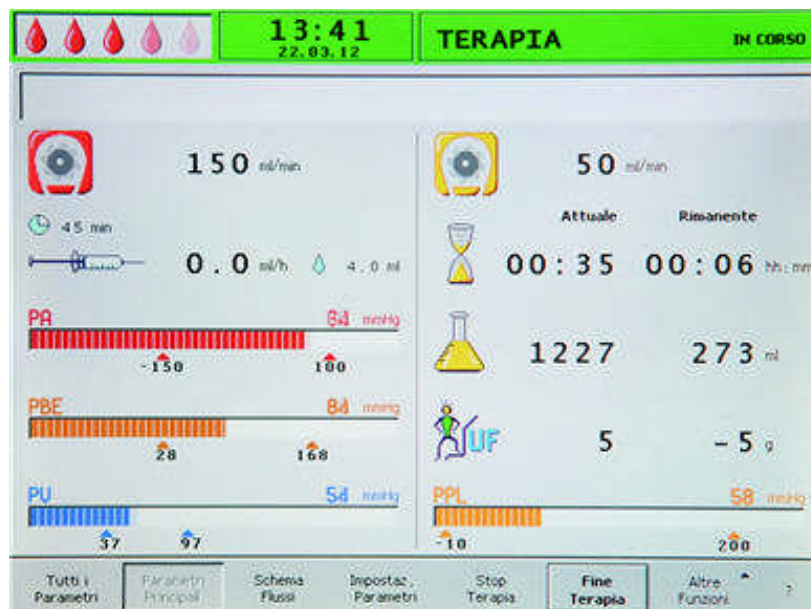 13:41
22.03.12
TERAPIA
IN CORSO
150 ml/min
50 ml/min
45 min
Attuale Rimanente
0.0 ml/h 4.0 ml
00:35 00:06 hh:mm
PA 84 mmHg
-150 100
1227 273 ml
PBE 84 mmHg
28 168
UF 5 -5 g
PV 54 mmHg
37 97
PPL 58 mmHg
-10 200
Tutti i Parametri
Parametri Principali
Schema Flussi
Impostaz. Parametri
Stop Terapia
Fine Terapia
Altre Funzioni
?